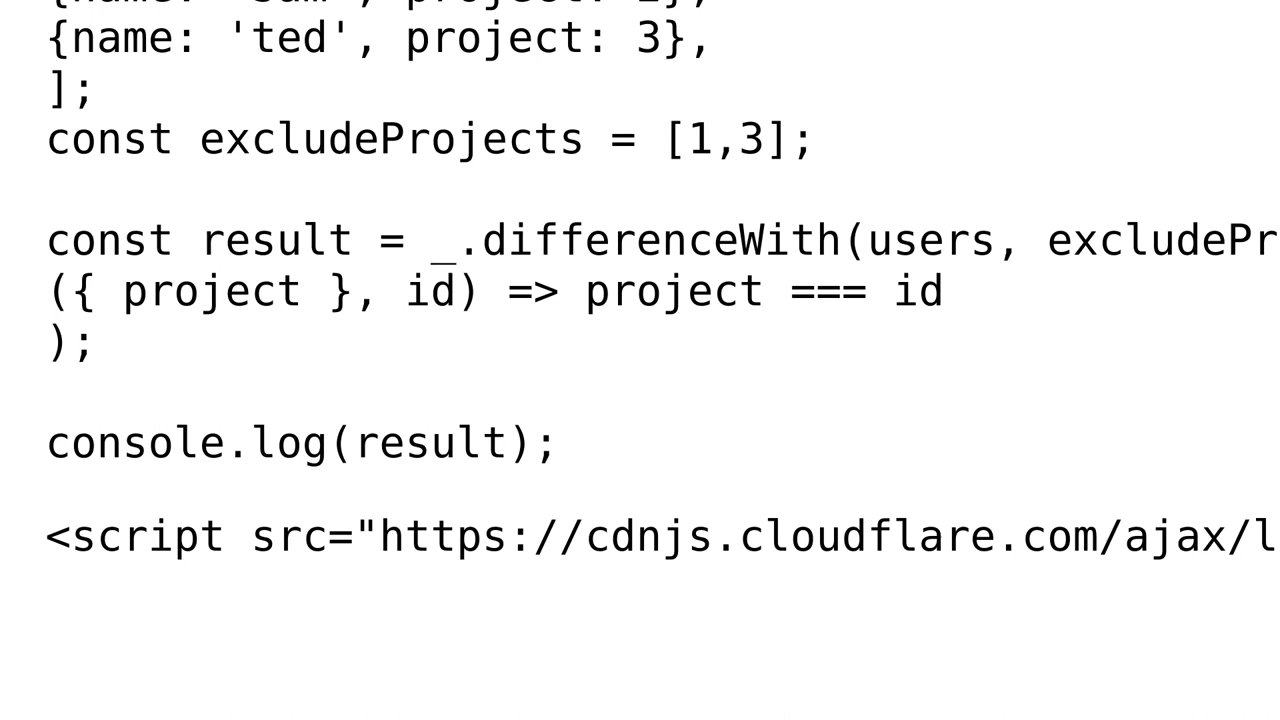 {name: 'ted', project: 3},
];
const excludeProjects = [1,3];
const result = _.differenceWith(users, excludePr
({ project }, id) => project === id
);
console.log(result);
<script src="https://cdnjs.cloudflare.com/ajax/l